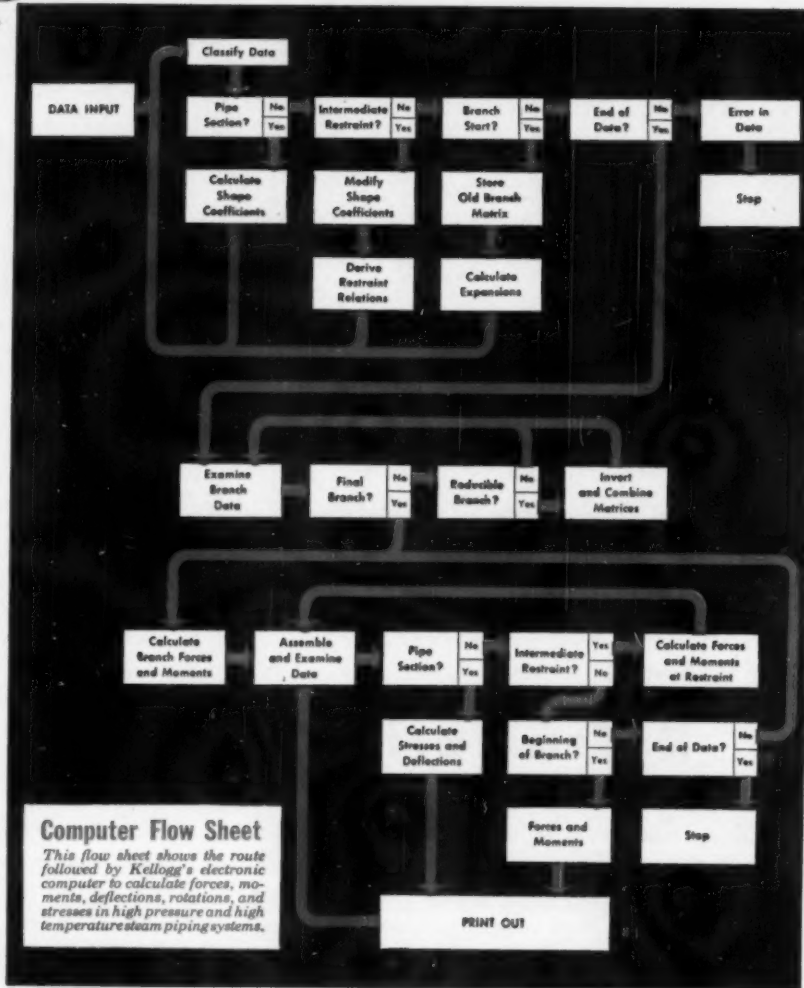 Classify Data
DATA INPUT
Pipe
Section?
No
Yes
Intermediate
Restraint?
No
Yes
Branch
Start?
No
Yes
End of
Data?
No
Yes
Error in
Data
Calculate
Shape
Coefficients
Modify
Shape
Coefficients
Store
Old Branch
Matrix
Stop
Derive
Restraint
Relations
Calculate
Expansions
Examine
Branch
Data
Final
Branch?
No
Yes
Reducible
Branch?
No
Yes
Invert
and Combine
Matrices
Calculate
Branch Forces
and Moments
Assemble
and Examine
Data
Pipe
Section?
No
Yes
Intermediate
Restraint?
Yes
No
Calculate Forces
and Moments
at Restraint
Calculate
Stresses and
Deflections
Beginning
of Branch?
No
Yes
End of Data?
No
Yes
Forces and
Moments
Stop
PRINT OUT
Computer Flow Sheet
This flow sheet shows the route
followed by Kellogg's electronic
computer to calculate forces, mo-
ments, deflections, rotations, and
stresses in high pressure and high
temperature steam piping systems.